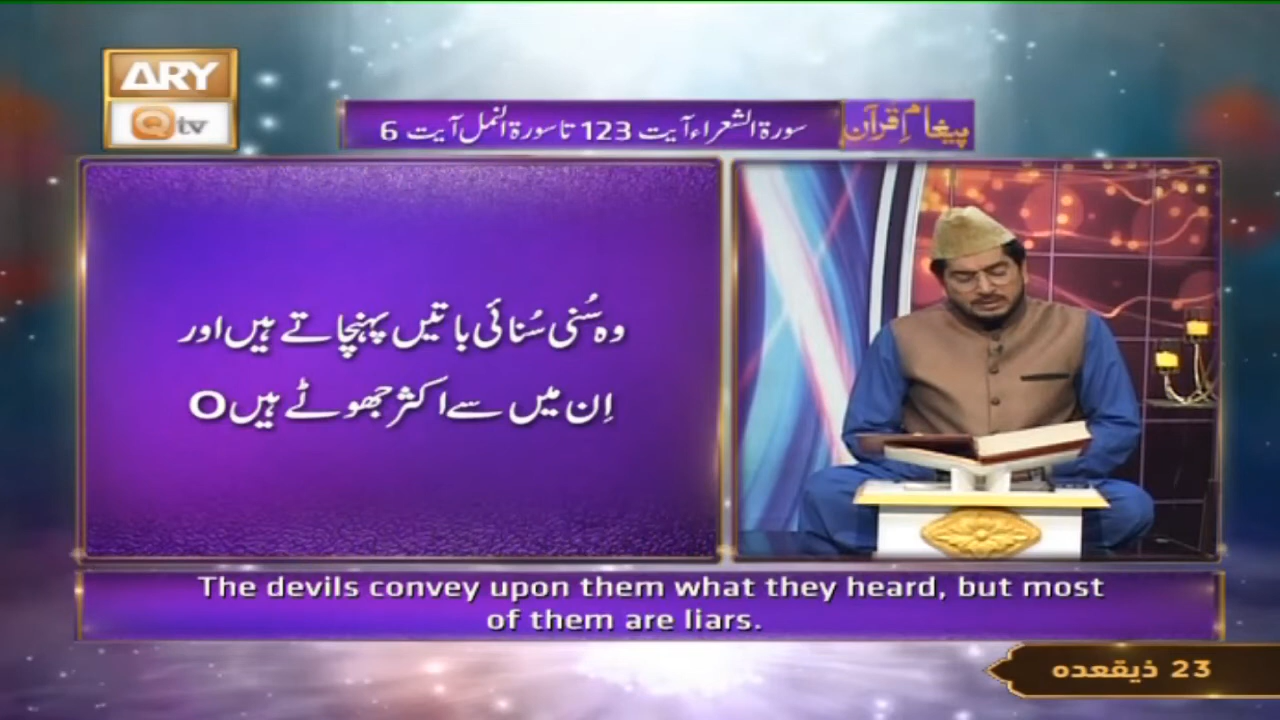 ARY
Qtv
پیغامِ قرآن
سورۃ الشعراء آیت 123 تا سورۃ النمل آیت 6
وہ سُنی سُنائی باتیں پہنچاتے ہیں اور
اِن میں سے اکثر جھوٹے ہیںO
The devils convey upon them what they heard, but most
of them are liars.
23 ذیقعدہ